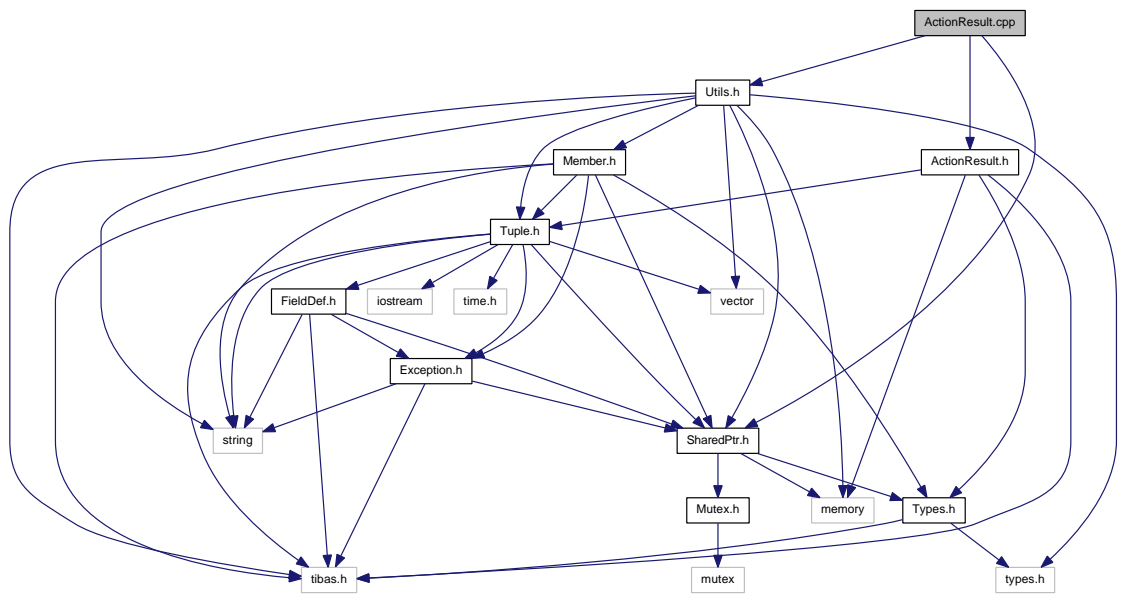 ActionResult.cpp
Utils.h
Member.h
ActionResult.h
Tuple.h
FieldDef.h
iostream
time.h
vector
Exception.h
string
SharedPtr.h
Mutex.h
memory
Types.h
tibas.h
mutex
types.h